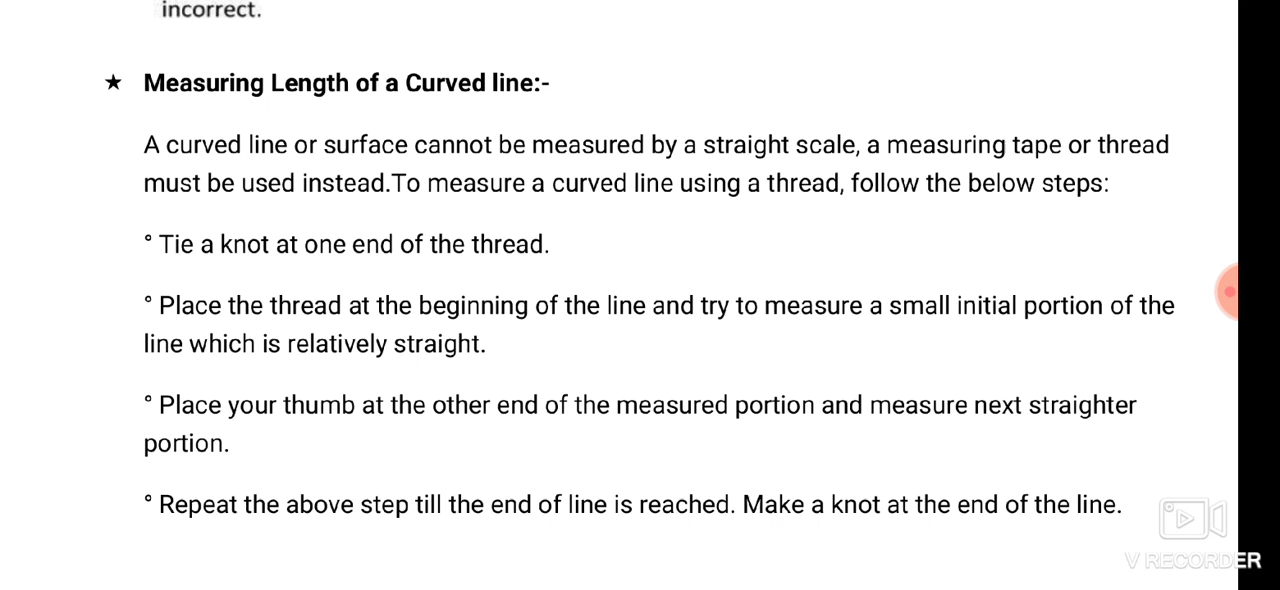 incorrect.
★ Measuring Length of a Curved line:-
A curved line or surface cannot be measured by a straight scale, a measuring tape or thread
must be used instead.To measure a curved line using a thread, follow the below steps:
° Tie a knot at one end of the thread.
° Place the thread at the beginning of the line and try to measure a small initial portion of the
line which is relatively straight.
° Place your thumb at the other end of the measured portion and measure next straighter
portion.
° Repeat the above step till the end of line is reached. Make a knot at the end of the line.
V RECORDER